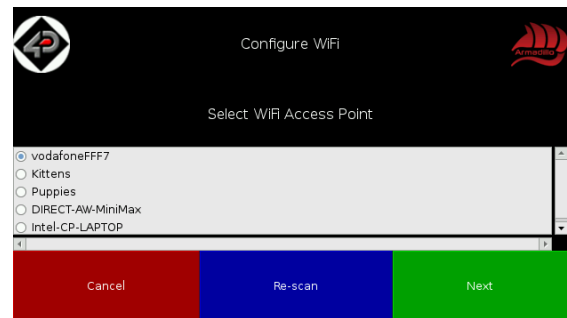 Configure WiFi
Armadillo
Select WiFi Access Point
vodafoneFFF7
Kittens
Puppies
DIRECT-AW-MiniMax
Intel-CP-LAPTOP
Cancel Re-scan Next